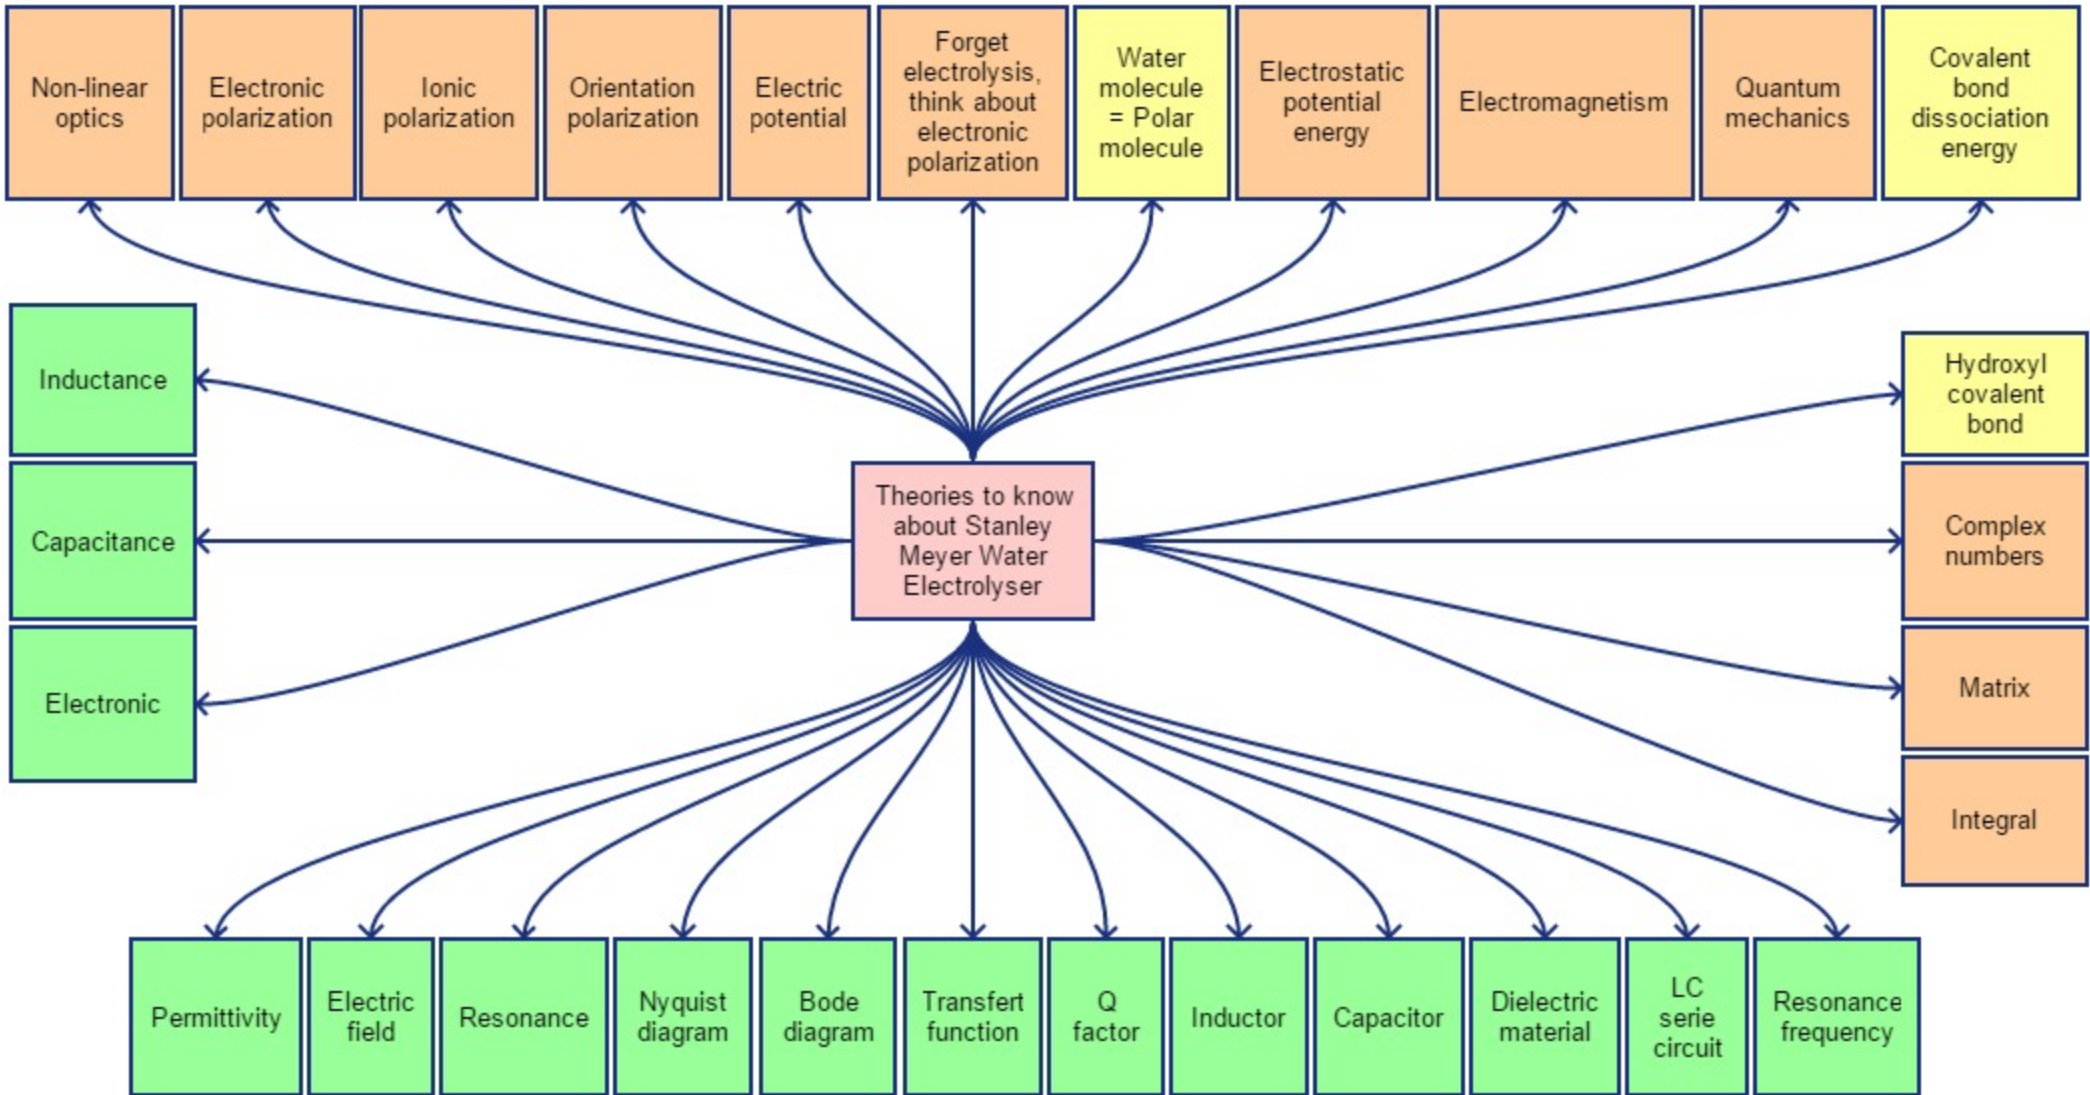 Non-linear
optics
Electronic
polarization
Ionic
polarization
Orientation
polarization
Electric
potential
Forget
electrolysis,
think about
electronic
polarization
Water
molecule
= Polar
molecule
Electrostatic
potential
energy
Electromagnetism
Quantum
mechanics
Covalent
bond
dissociation
energy
Inductance
Capacitance
Electronic
Theories to know
about Stanley
Meyer Water
Electrolyser
Hydroxyl
covalent
bond
Complex
numbers
Matrix
Integral
Permittivity
Electric
field
Resonance
Nyquist
diagram
Bode
diagram
Transfert
function
Q
factor
Inductor
Capacitor
Dielectric
material
LC
serie
circuit
Resonance
frequency